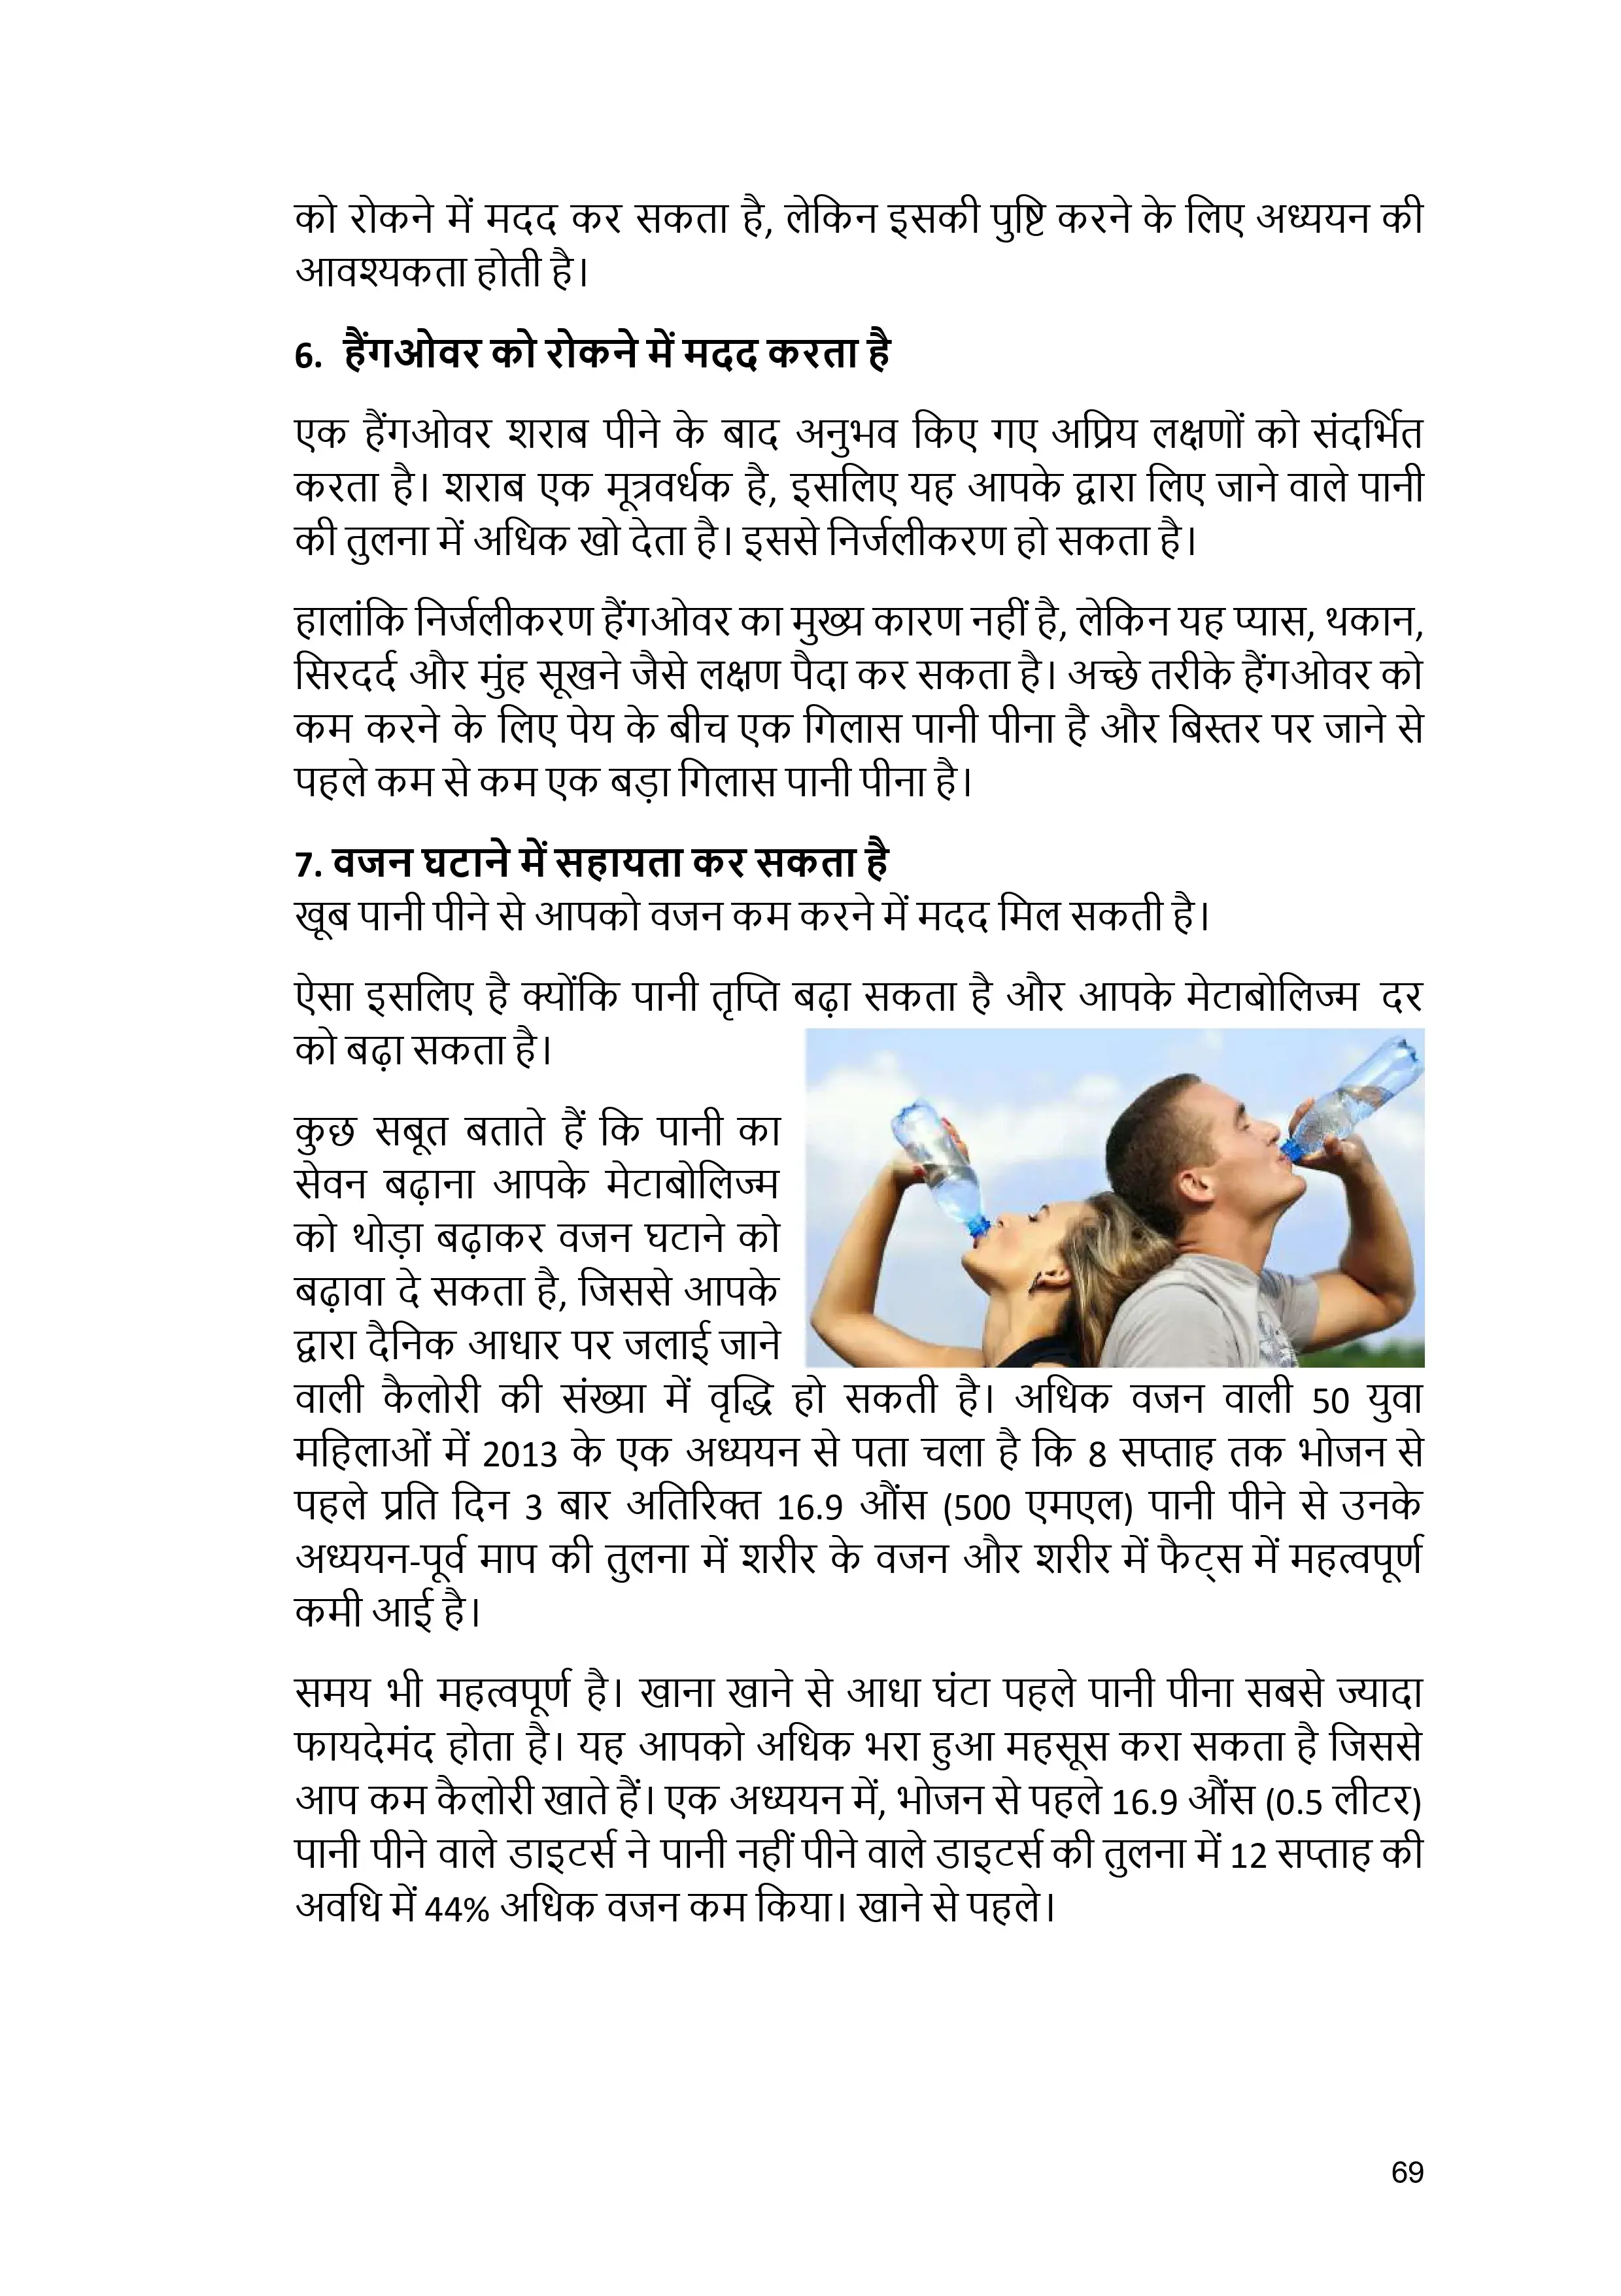 को रोकने में मदद कर सकता है, लेकिन इसकी पुष्टि करने के लिए अध्ययन की
आवश्यकता होती है।
6. हैंगओवर को रोकने में मदद करता है
एक हैंगओवर शराब पीने के बाद अनुभव किए गए अप्रिय लक्षणों को संदर्भित
करता है। शराब एक मूत्रवर्धक है, इसलिए यह आपके द्वारा लिए जाने वाले पानी
की तुलना में अधिक खो देता है। इससे निर्जलीकरण हो सकता है।
हालांकि निर्जलीकरण हैंगओवर का मुख्य कारण नहीं है, लेकिन यह प्यास, थकान,
सिरदर्द और मुंह सूखने जैसे लक्षण पैदा कर सकता है। अच्छे तरीके हैंगओवर को
कम करने के लिए पेय के बीच एक गिलास पानी पीना है और बिस्तर पर जाने से
पहले कम से कम एक बड़ा गिलास पानी पीना है।
7. वजन घटाने में सहायता कर सकता है
खूब पानी पीने से आपको वजन कम करने में मदद मिल सकती है।
ऐसा इसलिए है क्योंकि पानी तृप्ति बढ़ा सकता है और आपके मेटाबोलिज्म दर
को बढ़ा सकता है।
कुछ सबूत बताते हैं कि पानी का
सेवन बढ़ाना आपके मेटाबोलिज्म
को थोड़ा बढ़ाकर वजन घटाने को
बढ़ावा दे सकता है, जिससे आपके
द्वारा दैनिक आधार पर जलाई जाने
वाली कैलोरी की संख्या में वृद्धि हो सकती है। अधिक वजन वाली 50 युवा
महिलाओं में 2013 के एक अध्ययन से पता चला है कि 8 सप्ताह तक भोजन से
पहले प्रति दिन 3 बार अतिरिक्त 16.9 औंस (500 एमएल) पानी पीने से उनके
अध्ययन-पूर्व माप की तुलना में शरीर के वजन और शरीर में फैट्स में महत्वपूर्ण
कमी आई है।
समय भी महत्वपूर्ण है। खाना खाने से आधा घंटा पहले पानी पीना सबसे ज्यादा
फायदेमंद होता है। यह आपको अधिक भरा हुआ महसूस करा सकता है जिससे
आप कम कैलोरी खाते हैं। एक अध्ययन में, भोजन से पहले 16.9 औंस (0.5 लीटर)
पानी पीने वाले डाइटर्स ने पानी नहीं पीने वाले डाइटर्स की तुलना में 12 सप्ताह की
अवधि में 44% अधिक वजन कम किया। खाने से पहले।
69